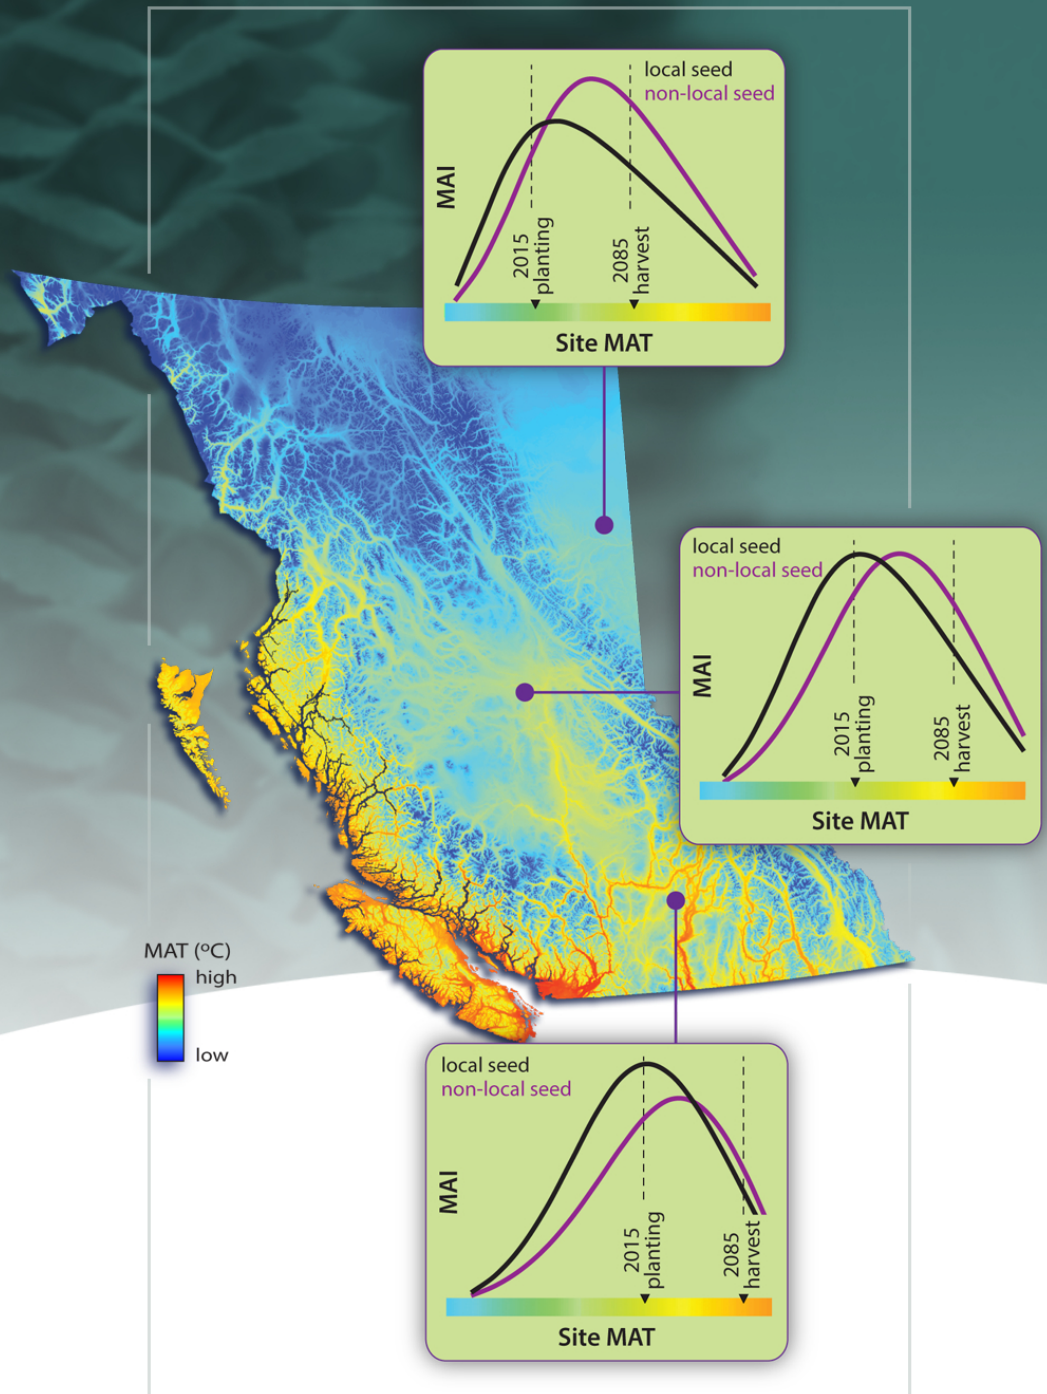 local seed
non-local seed
MAI
2015
planting
2085
harvest
Site MAT
local seed
non-local seed
MAI
2015
planting
2085
harvest
Site MAT
MAT (ºC)
high
low
local seed
non-local seed
MAI
2015
planting
2085
harvest
Site MAT